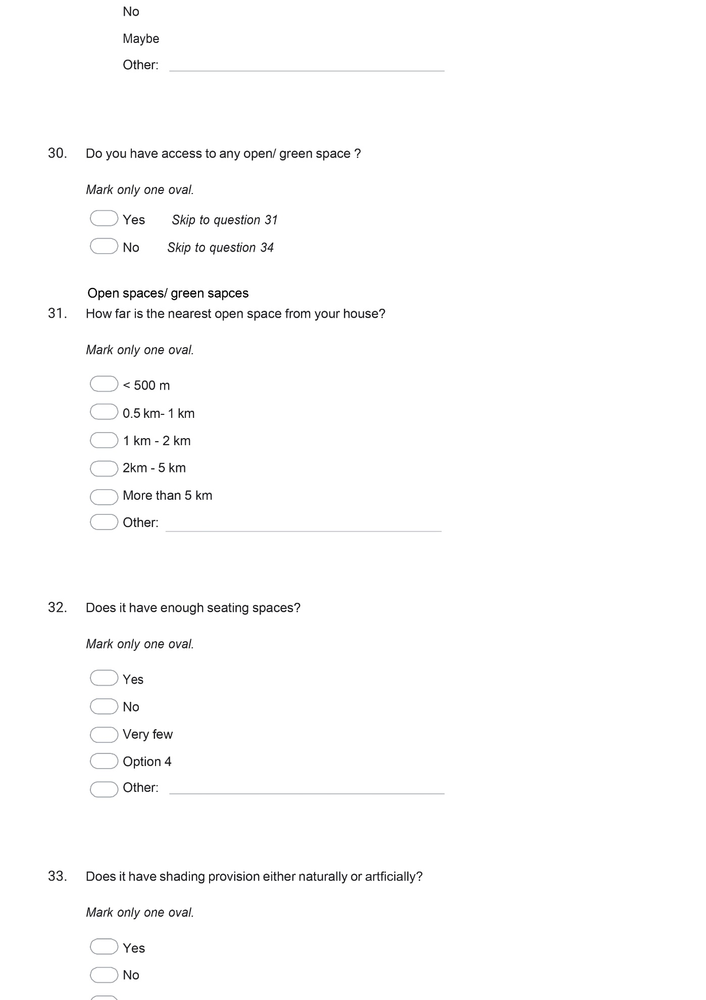 No
Maybe
Other:
30. Do you have access to any open/ green space ?
Mark only one oval.
Yes Skip to question 31
No Skip to question 34
Open spaces/ green sapces
31. How far is the nearest open space from your house?
Mark only one oval.
< 500 m
0.5 km- 1 km
1 km - 2 km
2km - 5 km
More than 5 km
Other:
32. Does it have enough seating spaces?
Mark only one oval.
Yes
No
Very few
Option 4
Other:
33. Does it have shading provision either naturally or artficially?
Mark only one oval.
Yes
No